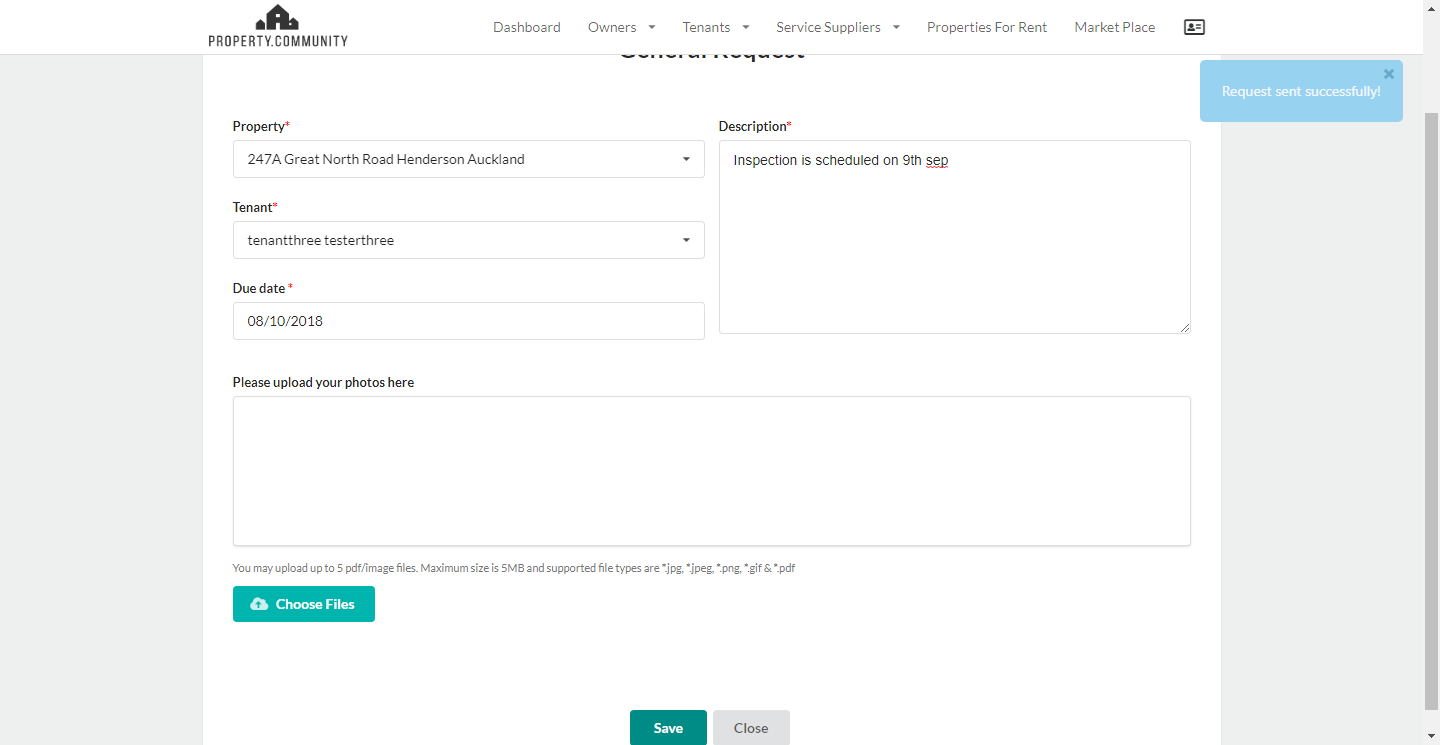 PROPERTY.COMMUNITY
Dashboard Owners Tenants Service Suppliers Properties For Rent Market Place
General Request
Request sent successfully!
Property*
247A Great North Road Henderson Auckland
Tenant*
tenantthree testerthree
Due date *
08/10/2018
Description*
Inspection is scheduled on 9th sep
Please upload your photos here
You may upload up to 5 pdf/image files. Maximum size is 5MB and supported file types are *.jpg, *.jpeg, *.png, *.gif & *.pdf
Choose Files
Save Close